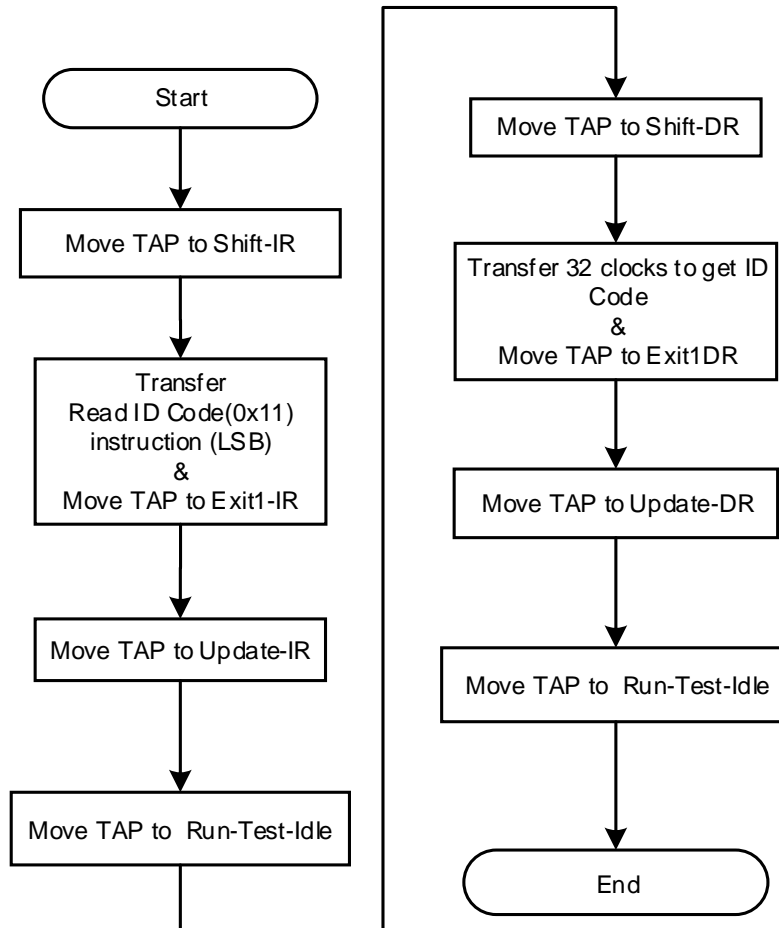 Start
Move TAP to Shift-IR
Transfer
Read ID Code(0x11)
instruction (LSB)
&
Move TAP to Exit1-IR
Move TAP to Update-IR
Move TAP to Run-Test-Idle
Move TAP to Shift-DR
Transfer 32 clocks to get ID
Code
&
Move TAP to Exit1DR
Move TAP to Update-DR
Move TAP to Run-Test-Idle
End